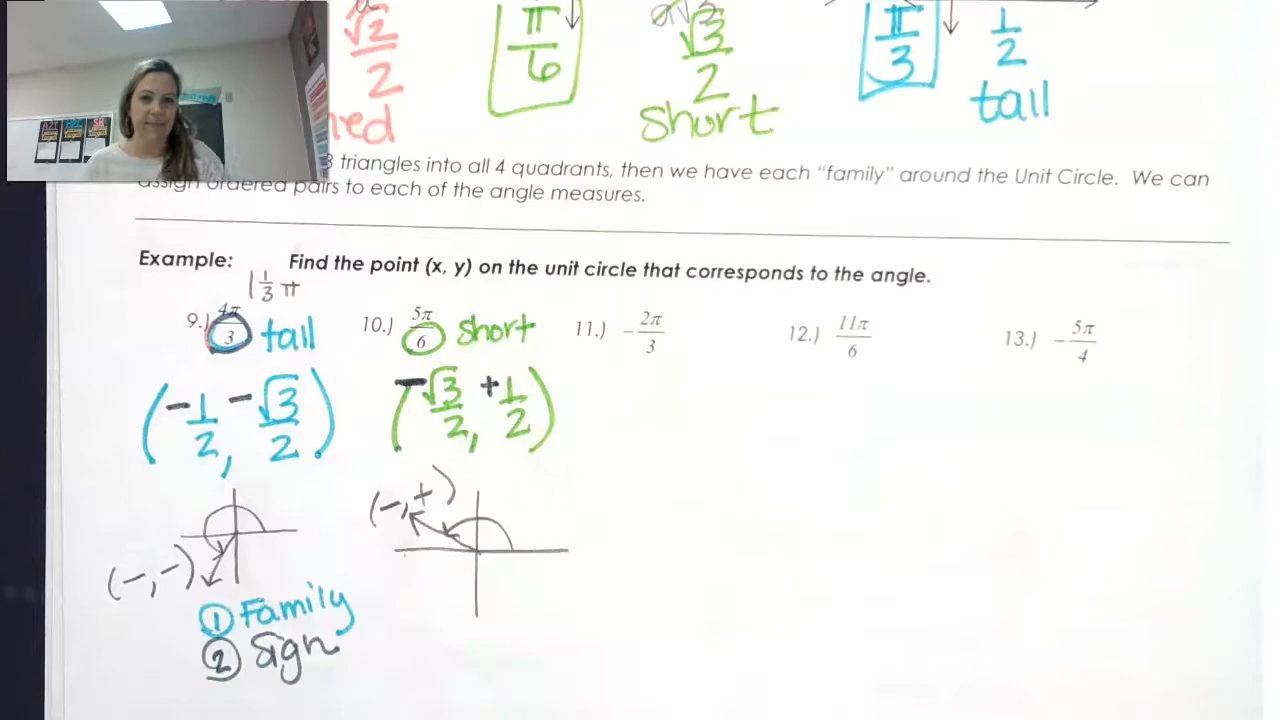 √2/2 π/6 √3/2 π/3 1/2
short tall
3 triangles into all 4 quadrants, then we have each “family” around the Unit Circle. We can
assign ordered pairs to each of the angle measures.
Example: Find the point (x, y) on the unit circle that corresponds to the angle.
1 1/3 π
9.) 4π/3 tall 10.) 5π/6 short 11.) -2π/3 12.) 11π/6 13.) -5π/4
(-1/2, -√3/2) (-√3/2, +1/2)
(-,+)
(-,-)
① Family
② Sign